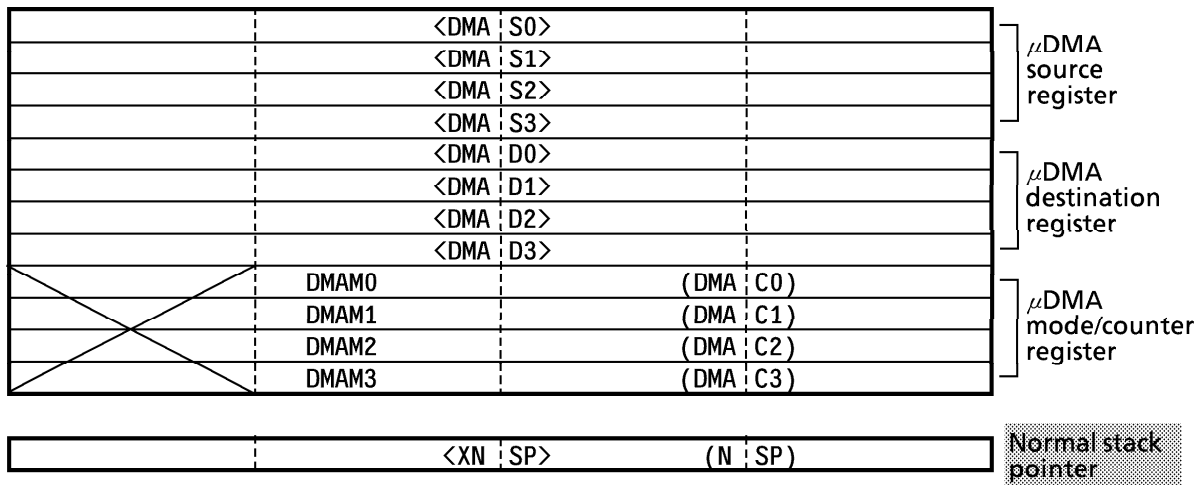 <DMA S0>
<DMA S1>
<DMA S2>
<DMA S3>
μDMA
source
register
<DMA D0>
<DMA D1>
<DMA D2>
<DMA D3>
μDMA
destination
register
DMAM0 (DMA C0)
DMAM1 (DMA C1)
DMAM2 (DMA C2)
DMAM3 (DMA C3)
μDMA
mode/counter
register
<XN SP> (N SP)
Normal stack
pointer